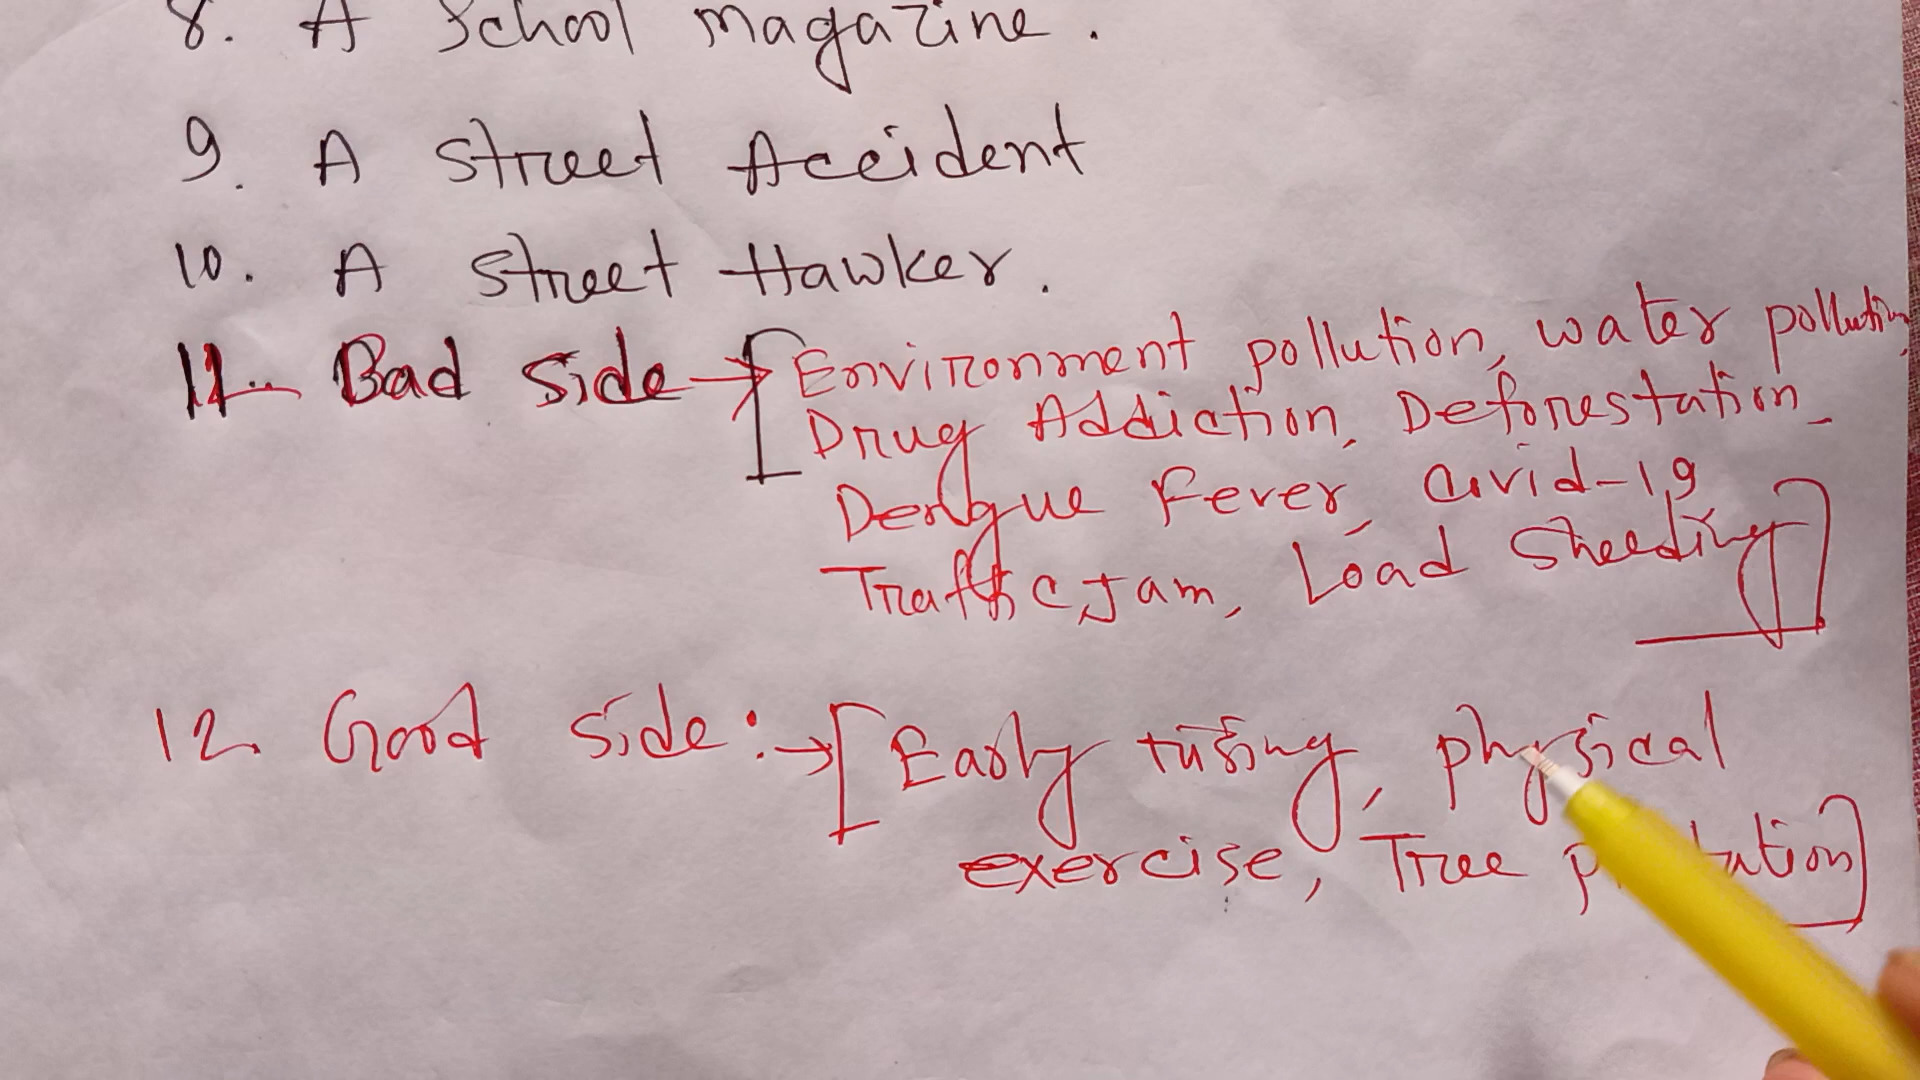 8. A School magazine.
9. A Street Accident
10. A Street Hawker.
11. Bad side → [Environment pollution, water pollution,
Drug Addiction, Deforestation
Dengue Fever, Covid-19
Traffic Jam, Load Sheeding]
12. Good side :→ [Early rising, physical
exercise, Tree